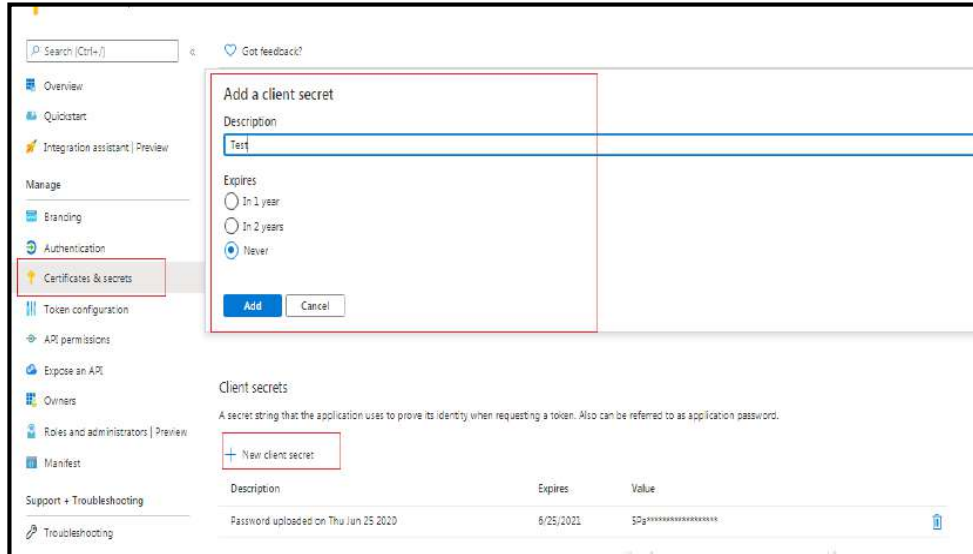 Search (Ctrl+/)
«
Got feedback?
Overview
Quickstart
Integration assistant | Preview
Manage
Branding
Authentication
Certificates & secrets
Token configuration
API permissions
Expose an API
Owners
Roles and administrators | Preview
Manifest
Support + Troubleshooting
Troubleshooting
Add a client secret
Description
Test
Expires
In 1 year
In 2 years
Never
Add Cancel
Client secrets
A secret string that the application uses to prove its identity when requesting a token. Also can be referred to as application password.
+ New client secret
Description Expires Value
Password uploaded on Thu Jun 25 2020 6/25/2021 SPa******************